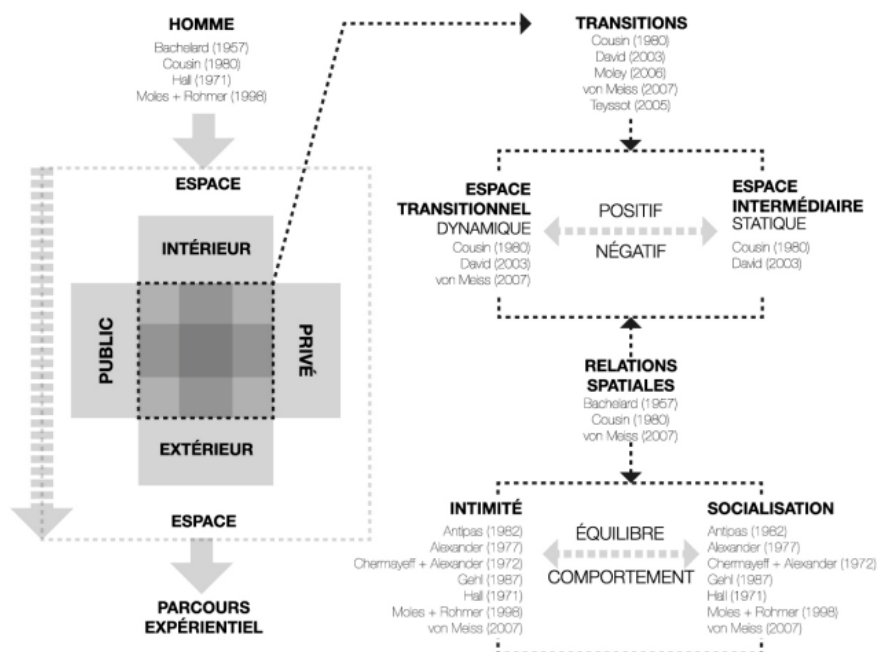 HOMME
Bachelard (1957)
Cousin (1980)
Hall (1971)
Moles + Rohmer (1998)
ESPACE
INTÉRIEUR
PUBLIC
PRIVÉ
EXTÉRIEUR
ESPACE
PARCOURS
EXPÉRIENTIEL
TRANSITIONS
Cousin (1980)
David (2003)
Moley (2006)
von Meiss (2007)
Teyssot (2005)
ESPACE
TRANSITIONNEL
DYNAMIQUE
Cousin (1980)
David (2003)
von Meiss (2007)
POSITIF
NÉGATIF
ESPACE
INTERMÉDIAIRE
STATIQUE
Cousin (1980)
David (2003)
RELATIONS
SPATIALES
Bachelard (1957)
Cousin (1980)
von Meiss (2007)
INTIMITÉ
Antipas (1982)
Alexander (1977)
Chermayeff + Alexander (1972)
Gehl (1987)
Hall (1971)
Moles + Rohmer (1998)
von Meiss (2007)
ÉQUILIBRE
COMPORTEMENT
SOCIALISATION
Antipas (1982)
Alexander (1977)
Chermayeff + Alexander (1972)
Gehl (1987)
Hall (1971)
Moles + Rohmer (1998)
von Meiss (2007)